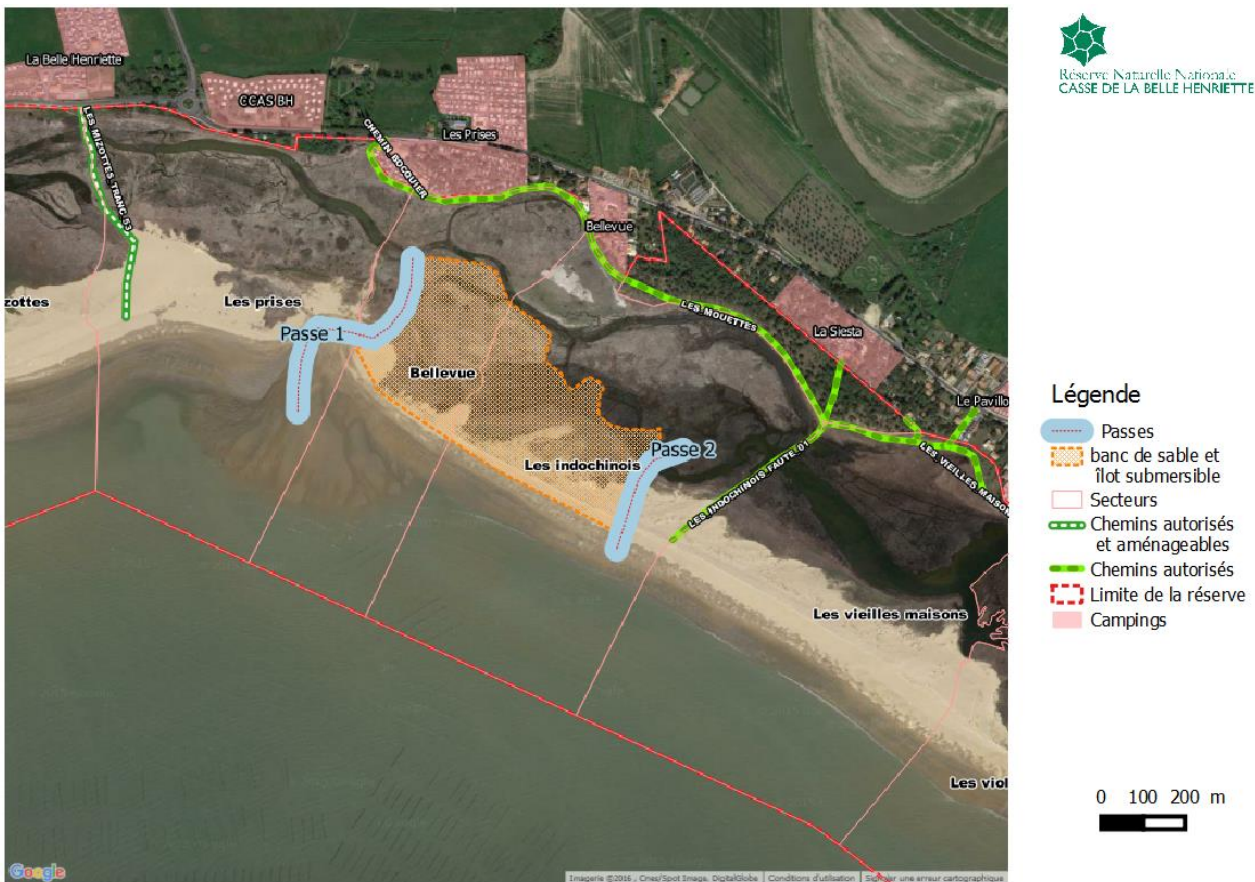 La Belle Henriette
CCAS BH
Les Prises
CHEMIN BOCQUIER
LES MIZOTTES TRANC 53
Bellevue
zottes
Les prises
Passe 1
Bellevue
LES MOUETTES
La Siesta
Le Pavillo
Les indochinois
Passe 2
LES INDOCHINOIS FAUTE 01
LES VIEILLES MAISON
Les vieilles maisons
Les viol
Google
Imagerie ©2016 , Cnes/Spot Image, DigitalGlobe
Conditions d'utilisation
Signaler une erreur cartographique
Réserve Naturelle Nationale
CASSE DE LA BELLE HENRIETTE
Légende
Passes
banc de sable et
îlot submersible
Secteurs
Chemins autorisés
et aménageables
Chemins autorisés
Limite de la réserve
Campings
0 100 200 m